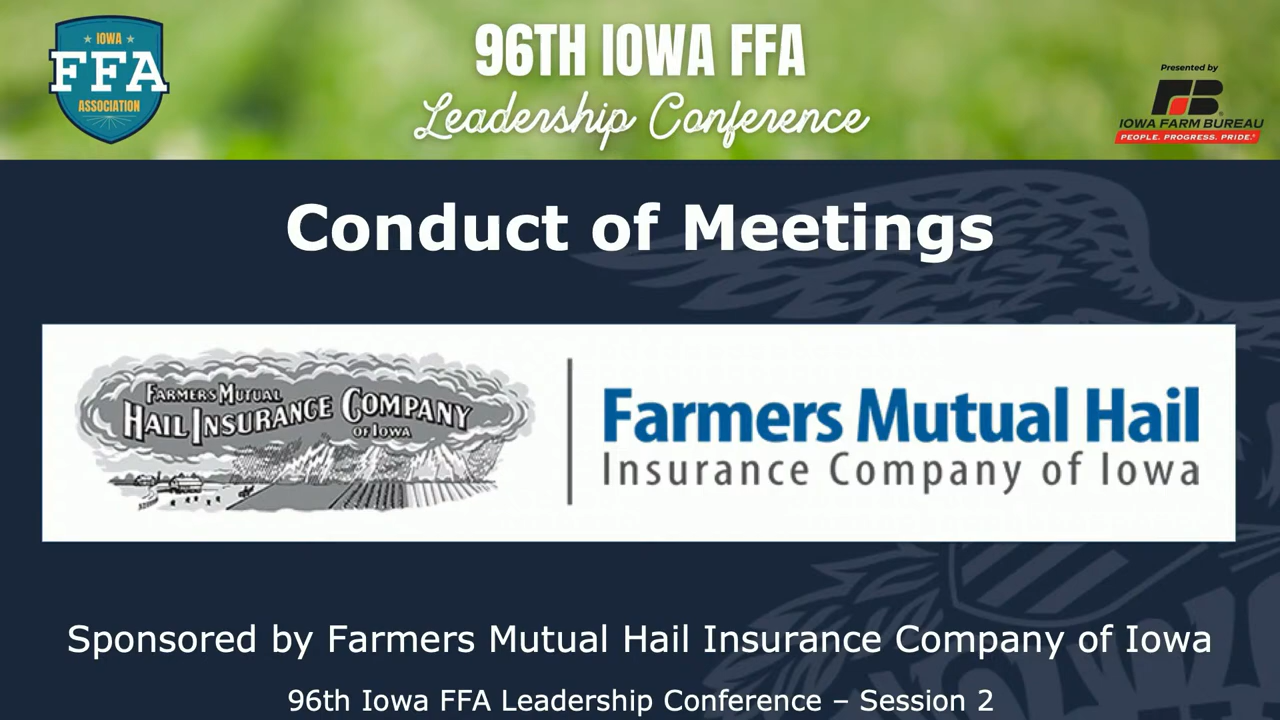 ★ IOWA ★
FFA
ASSOCIATION
96TH IOWA FFA
Leadership Conference
Presented by
FB
IOWA FARM BUREAU
PEOPLE. PROGRESS. PRIDE.®
Conduct of Meetings
FARMERS MUTUAL
HAIL INSURANCE COMPANY
OF IOWA
Farmers Mutual Hail
Insurance Company of Iowa
Sponsored by Farmers Mutual Hail Insurance Company of Iowa
96th Iowa FFA Leadership Conference – Session 2